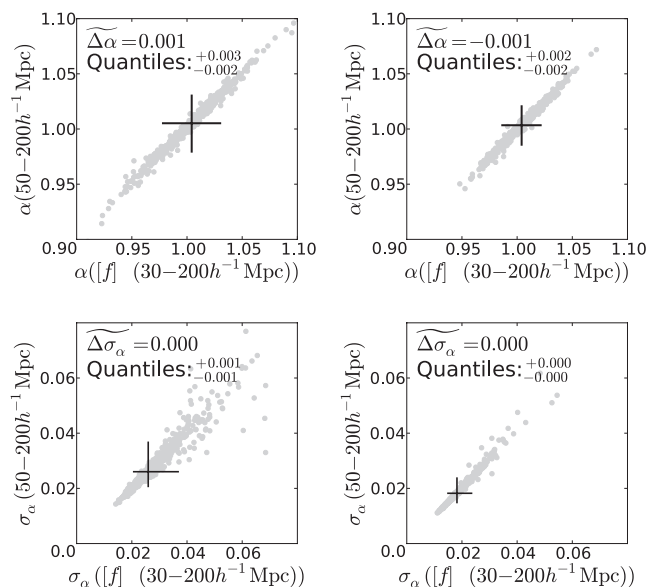 1.10
1.05
1.00
0.95
0.90
0.95
1.00
1.05
1.10
α(50−200h⁻¹ Mpc)
α([f] (30−200h⁻¹ Mpc))
Δα=0.001
Quantiles:+0.003 −0.002
1.10
1.05
1.00
0.95
0.90
0.95
1.00
1.05
1.10
α(50−200h⁻¹ Mpc)
α([f] (30−200h⁻¹ Mpc))
Δα=−0.001
Quantiles:+0.002 −0.002
0.06
0.04
0.02
0.0
0.02
0.04
0.06
σα(50−200h⁻¹ Mpc)
σα([f] (30−200h⁻¹ Mpc))
Δσα=0.000
Quantiles:+0.001 −0.001
0.06
0.04
0.02
0.0
0.02
0.04
0.06
σα(50−200h⁻¹ Mpc)
σα([f] (30−200h⁻¹ Mpc))
Δσα=0.000
Quantiles:+0.000 −0.000